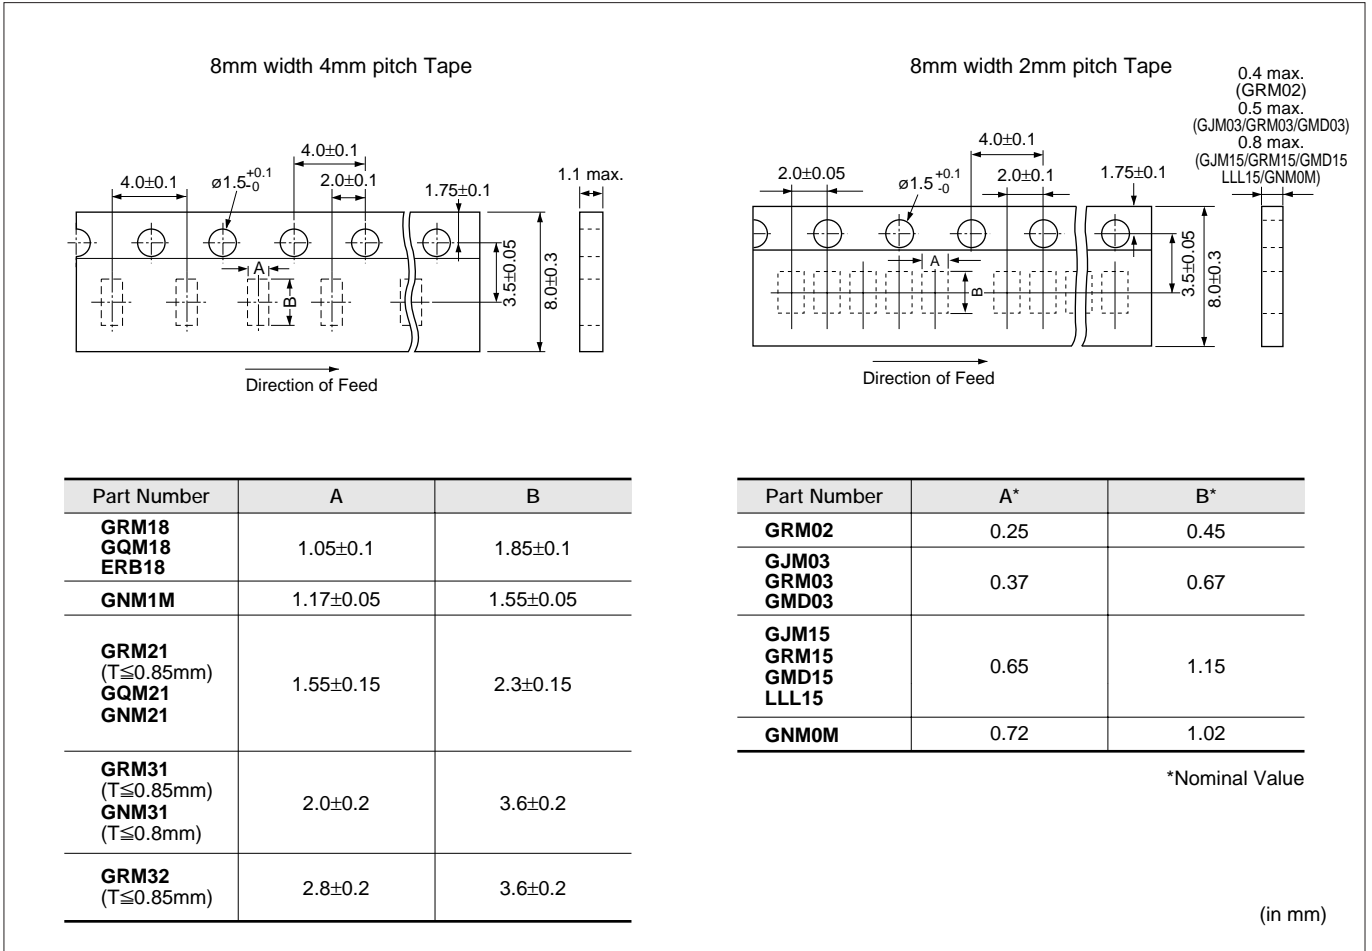 8mm width 4mm pitch Tape
4.0±0.1
4.0±0.1
ø1.5+0.1 -0
2.0±0.1
1.75±0.1
1.1 max.
A
B
3.5±0.05
8.0±0.3
Direction of Feed
8mm width 2mm pitch Tape
0.4 max.
(GRM02)
0.5 max.
(GJM03/GRM03/GMD03)
0.8 max.
(GJM15/GRM15/GMD15
LLL15/GNM0M)
4.0±0.1
2.0±0.05
ø1.5+0.1 -0
2.0±0.1
1.75±0.1
A
B
3.5±0.05
8.0±0.3
Direction of Feed
Part Number A B
GRM18
GQM18
ERB18
1.05±0.1 1.85±0.1
GNM1M 1.17±0.05 1.55±0.05
GRM21
(T≦0.85mm)
GQM21
GNM21
1.55±0.15 2.3±0.15
GRM31
(T≦0.85mm)
GNM31
(T≦0.8mm)
2.0±0.2 3.6±0.2
GRM32
(T≦0.85mm)
2.8±0.2 3.6±0.2
Part Number A* B*
GRM02 0.25 0.45
GJM03
GRM03
GMD03
0.37 0.67
GJM15
GRM15
GMD15
LLL15
0.65 1.15
GNM0M 0.72 1.02
*Nominal Value
(in mm)